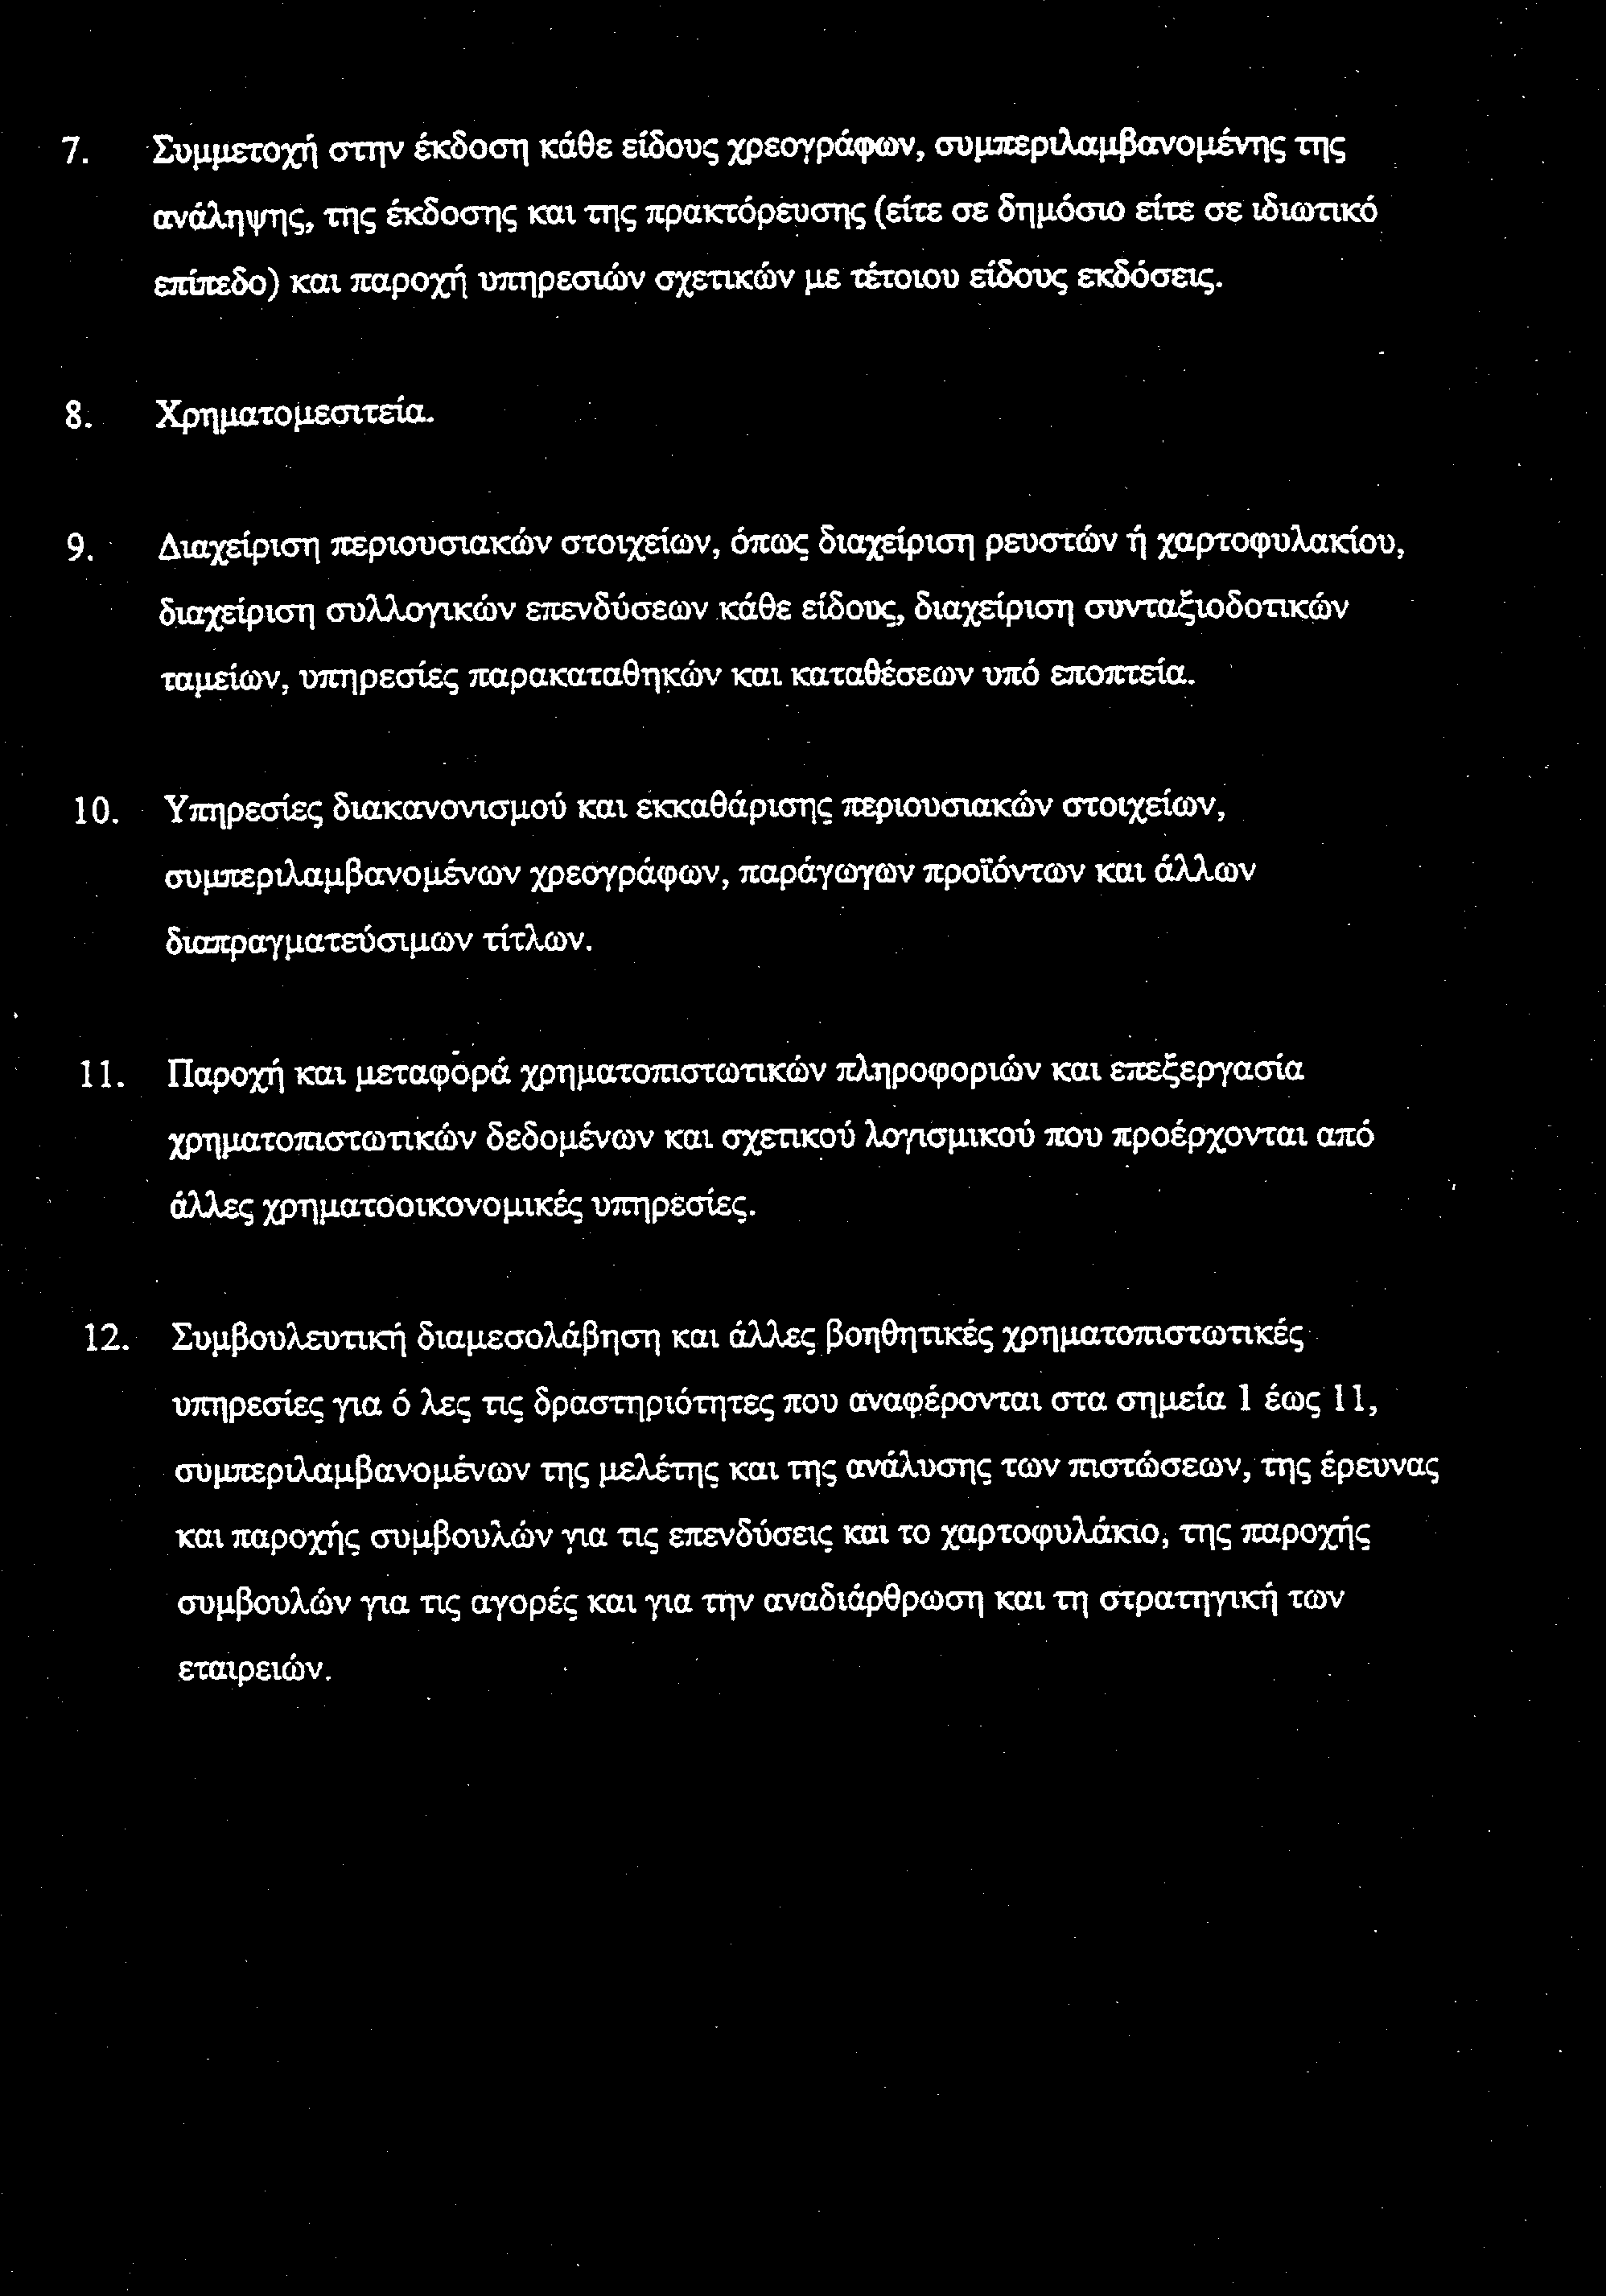 7. Συμμετοχή στην έκδοση κάθε είδους χρεογράφων, συμπεριλαμβανομένης της
ανάληψης, της έκδοσης και της πρακτόρευσης (είτε σε δημόσιο είτε σε ιδιωτικό
επίπεδο) και παροχή υπηρεσιών σχετικών με τέτοιου είδους εκδόσεις.
8. Χρηματομεσιτεία.
9. Διαχείριση περιουσιακών στοιχείων, όπως διαχείριση ρευστών ή χαρτοφυλακίου,
διαχείριση συλλογικών επενδύσεων κάθε είδους, διαχείριση συνταξιοδοτικών
ταμείων, υπηρεσίες παρακαταθηκών και καταθέσεων υπό εποπτεία.
10. Υπηρεσίες διακανονισμού και εκκαθάρισης περιουσιακών στοιχείων,
συμπεριλαμβανομένων χρεογράφων, παράγωγων προϊόντων και άλλων
διαπραγματεύσιμων τίτλων.
11. Παροχή και μεταφορά χρηματοπιστωτικών πληροφοριών και επεξεργασία
χρηματοπιστωτικών δεδομένων και σχετικού λογισμικού που προέρχονται από
άλλες χρηματοοικονομικές υπηρεσίες.
12. Συμβουλευτική διαμεσολάβηση και άλλες βοηθητικές χρηματοπιστωτικές
υπηρεσίες για ό λες τις δραστηριότητες που αναφέρονται στα σημεία 1 έως 11,
συμπεριλαμβανομένων της μελέτης και της ανάλυσης των πιστώσεων, της έρευνας
και παροχής συμβουλών για τις επενδύσεις και το χαρτοφυλάκιο, της παροχής
συμβουλών για τις αγορές και για την αναδιάρθρωση και τη στρατηγική των
εταιρειών.